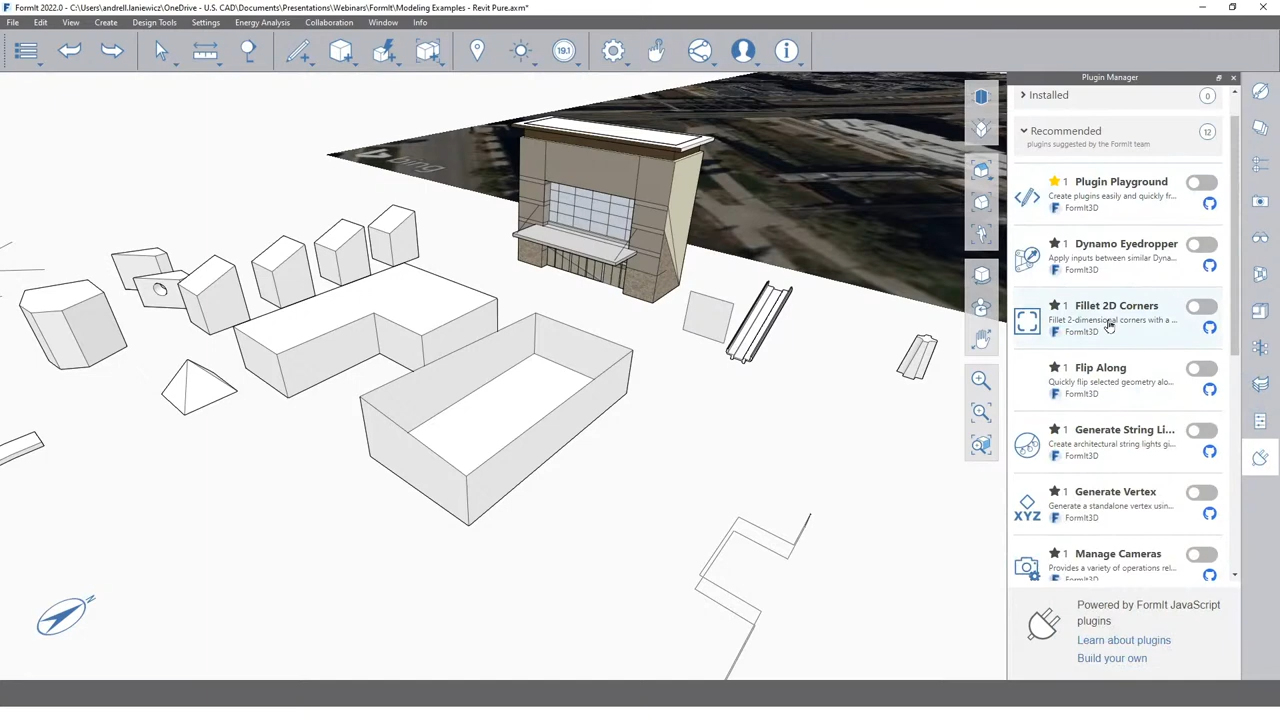 FormIt 2022.0 - C:\Users\andrell.laniewicz\OneDrive - U.S. CAD\Documents\Presentations\Webinars\FormIt\Modeling Examples - Revit Pure.axm*
File Edit View Create Design Tools Settings Energy Analysis Collaboration Window Info
19.1
Plugin Manager
Installed 0
Recommended 12
plugins suggested by the FormIt team
1 Plugin Playground
Create plugins easily and quickly fr...
FormIt3D
1 Dynamo Eyedropper
Apply inputs between similar Dyna...
FormIt3D
1 Fillet 2D Corners
Fillet 2-dimensional corners with a ...
FormIt3D
1 Flip Along
Quickly flip selected geometry alo...
FormIt3D
1 Generate String Li...
Create architectural string lights gi...
FormIt3D
XYZ
1 Generate Vertex
Generate a standalone vertex usin...
FormIt3D
1 Manage Cameras
Provides a variety of operations rel...
FormIt3D
Powered by FormIt JavaScript
plugins
Learn about plugins
Build your own
bing
N